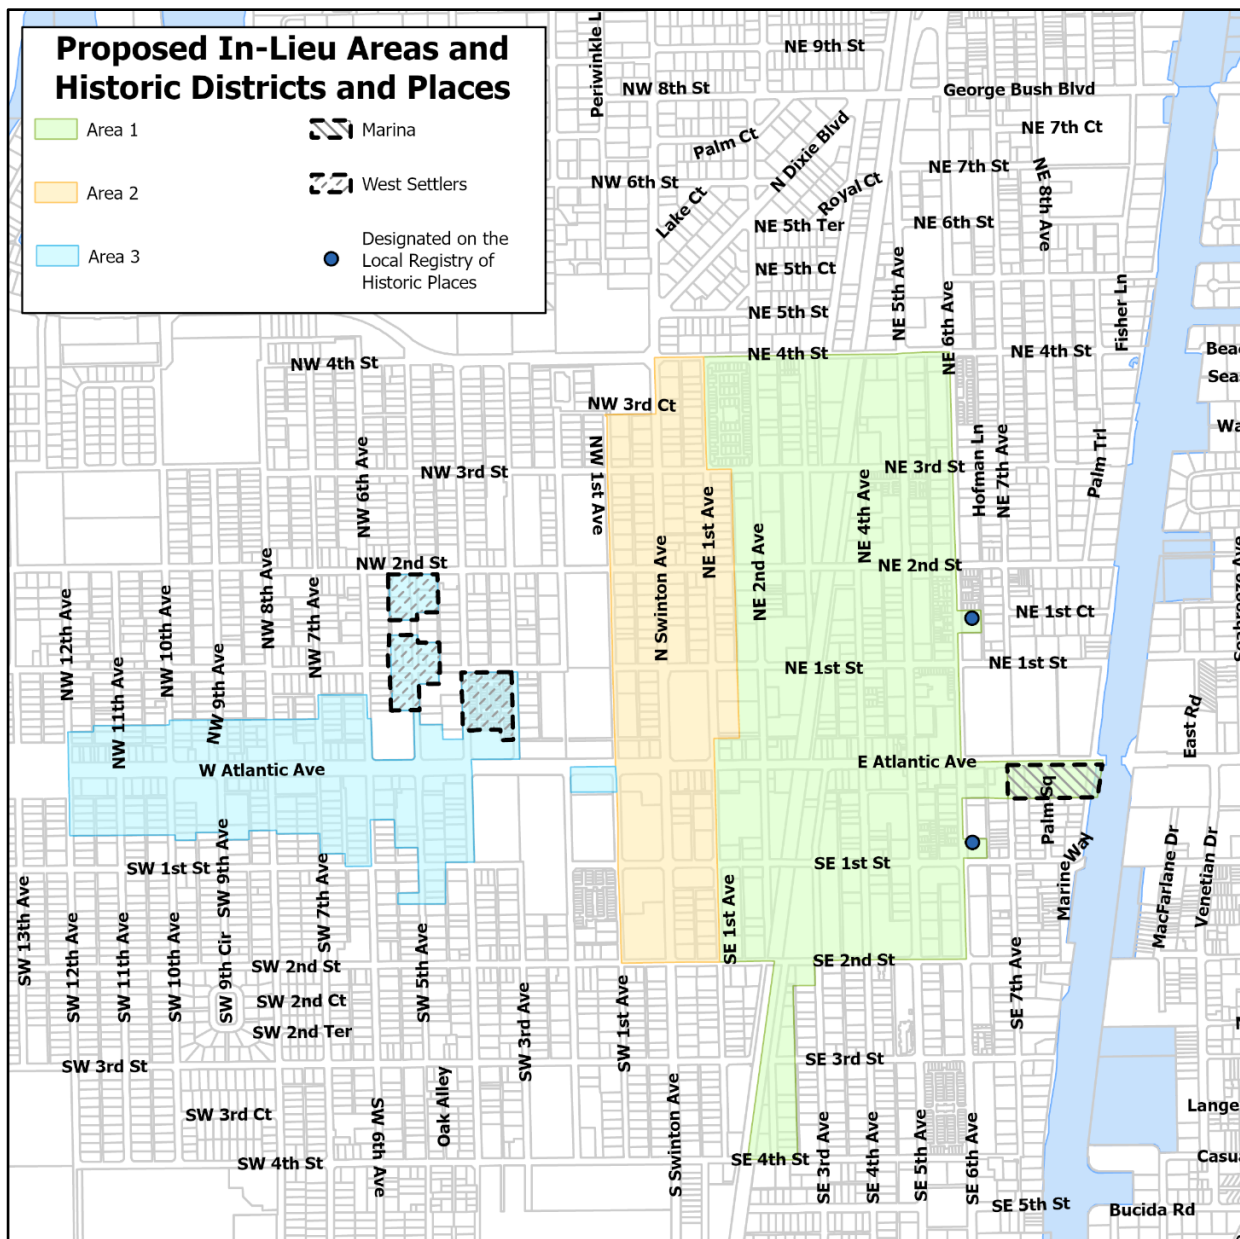 Proposed In-Lieu Areas and
Historic Districts and Places
Area 1
Area 2
Area 3
Marina
West Settlers
Designated on the
Local Registry of
Historic Places
Periwinkle L
NE 9th St
NW 8th St
George Bush Blvd
Palm Ct
N Dixie Blvd
NE 7th Ct
NE 7th St
NE 8th Ave
NW 6th St
Lake Ct
Royal Ct
NE 5th Ter
NE 6th St
NE 5th Ct
NE 5th Ave
NE 6th Ave
Fisher Ln
NE 5th St
NE 4th St
NE 4th St
Bea
Seas
NW 4th St
NW 3rd Ct
Wa
NW 6th Ave
NW 3rd St
NW 1st Ave
NE 1st Ave
NE 3rd St
NE 4th Ave
Hofman Ln
NE 7th Ave
Palm Trl
NW 2nd St
N Swinton Ave
NE 2nd Ave
NE 2nd St
Seabreeze Ave
NW 12th Ave
NW 11th Ave
NW 10th Ave
NW 9th Ave
NW 8th Ave
NW 7th Ave
NE 1st Ct
NE 1st St
NE 1st St
East Rd
W Atlantic Ave
E Atlantic Ave
Palm Sq
Marine Way
MacFarlane Dr
Venetian Dr
SW 1st St
SW 9th Ave
SW 7th Ave
SE 1st St
SE 1st Ave
SW 13th Ave
SW 12th Ave
SW 11th Ave
SW 10th Ave
SW 9th Cir
SW 2nd St
SW 2nd Ct
SW 2nd Ter
SW 5th Ave
SW 3rd Ave
SW 1st Ave
SE 2nd St
SE 7th Ave
SW 3rd St
SW 3rd Ct
SW 4th St
SW 6th Ave
Oak Alley
S Swinton Ave
SE 3rd St
SE 4th St
SE 3rd Ave
SE 4th Ave
SE 5th Ave
SE 6th Ave
SE 5th St
Lange
Casua
Bucida Rd